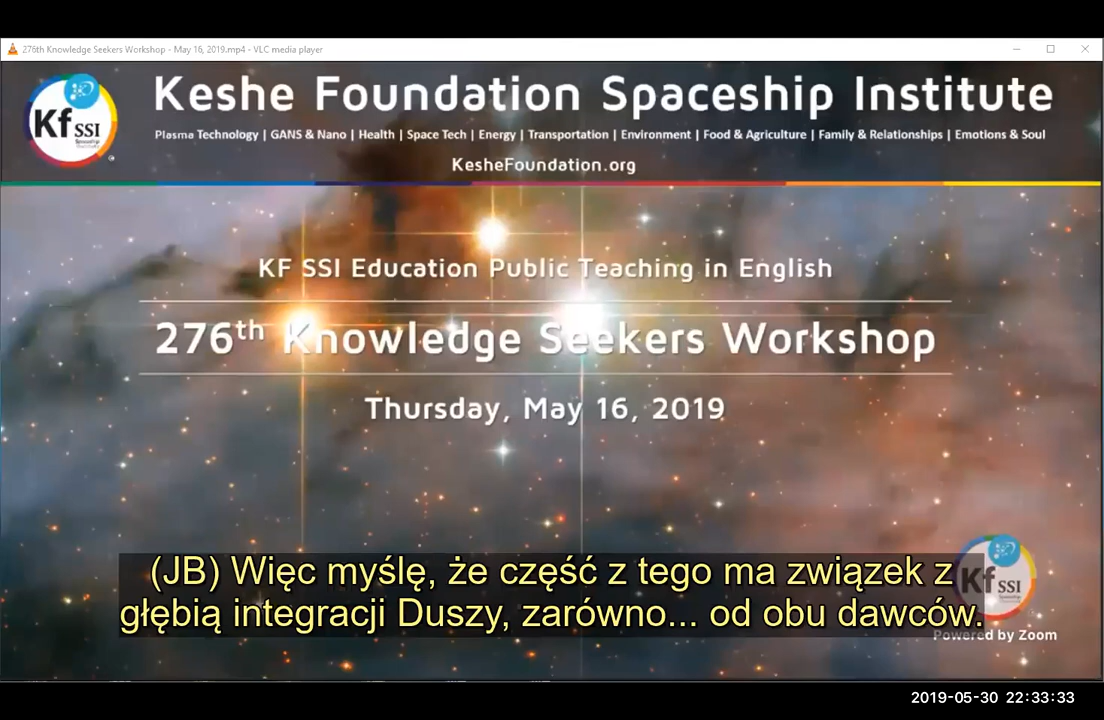 276th Knowledge Seekers Workshop - May 16, 2019.mp4 - VLC media player
Kf SSI
Spaceship
Keshe Foundation Spaceship Institute
Plasma Technology | GANS & Nano | Health | Space Tech | Energy | Transportation | Environment | Food & Agriculture | Family & Relationships | Emotions & Soul
KesheFoundation.org
KF SSI Education Public Teaching in English
276th Knowledge Seekers Workshop
Thursday, May 16, 2019
(JB) Więc myślę, że część z tego ma związek z
głębią integracji Duszy, zarówno... od obu dawców.
Kf SSI
Powered by Zoom
2019-05-30 22:33:33